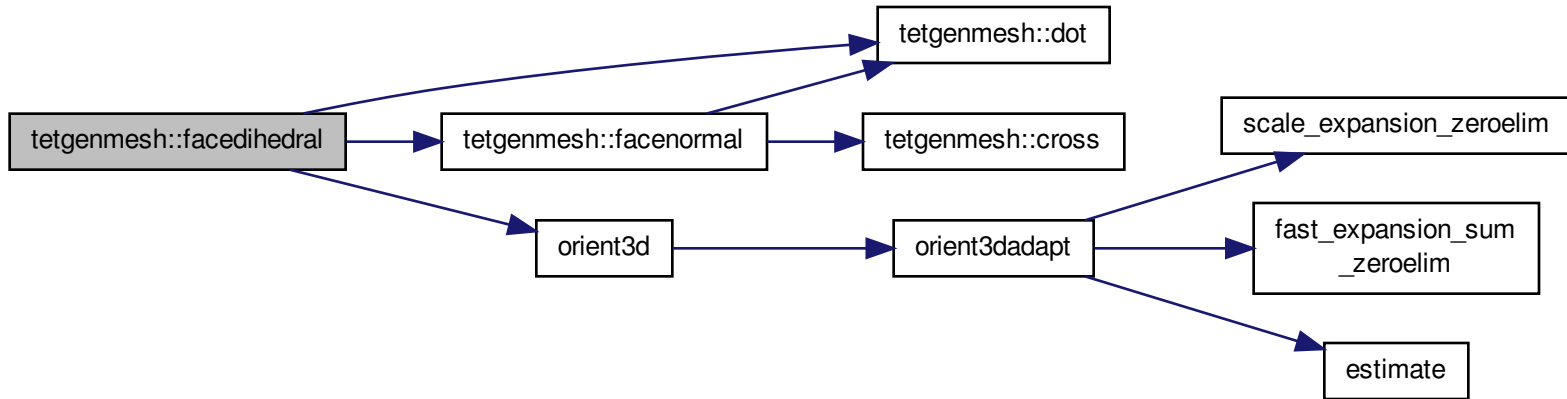 tetgenmesh::dot
tetgenmesh::facedihedral
tetgenmesh::facenormal
tetgenmesh::cross
scale_expansion_zeroelim
orient3d
orient3dadapt
fast_expansion_sum
_zeroelim
estimate